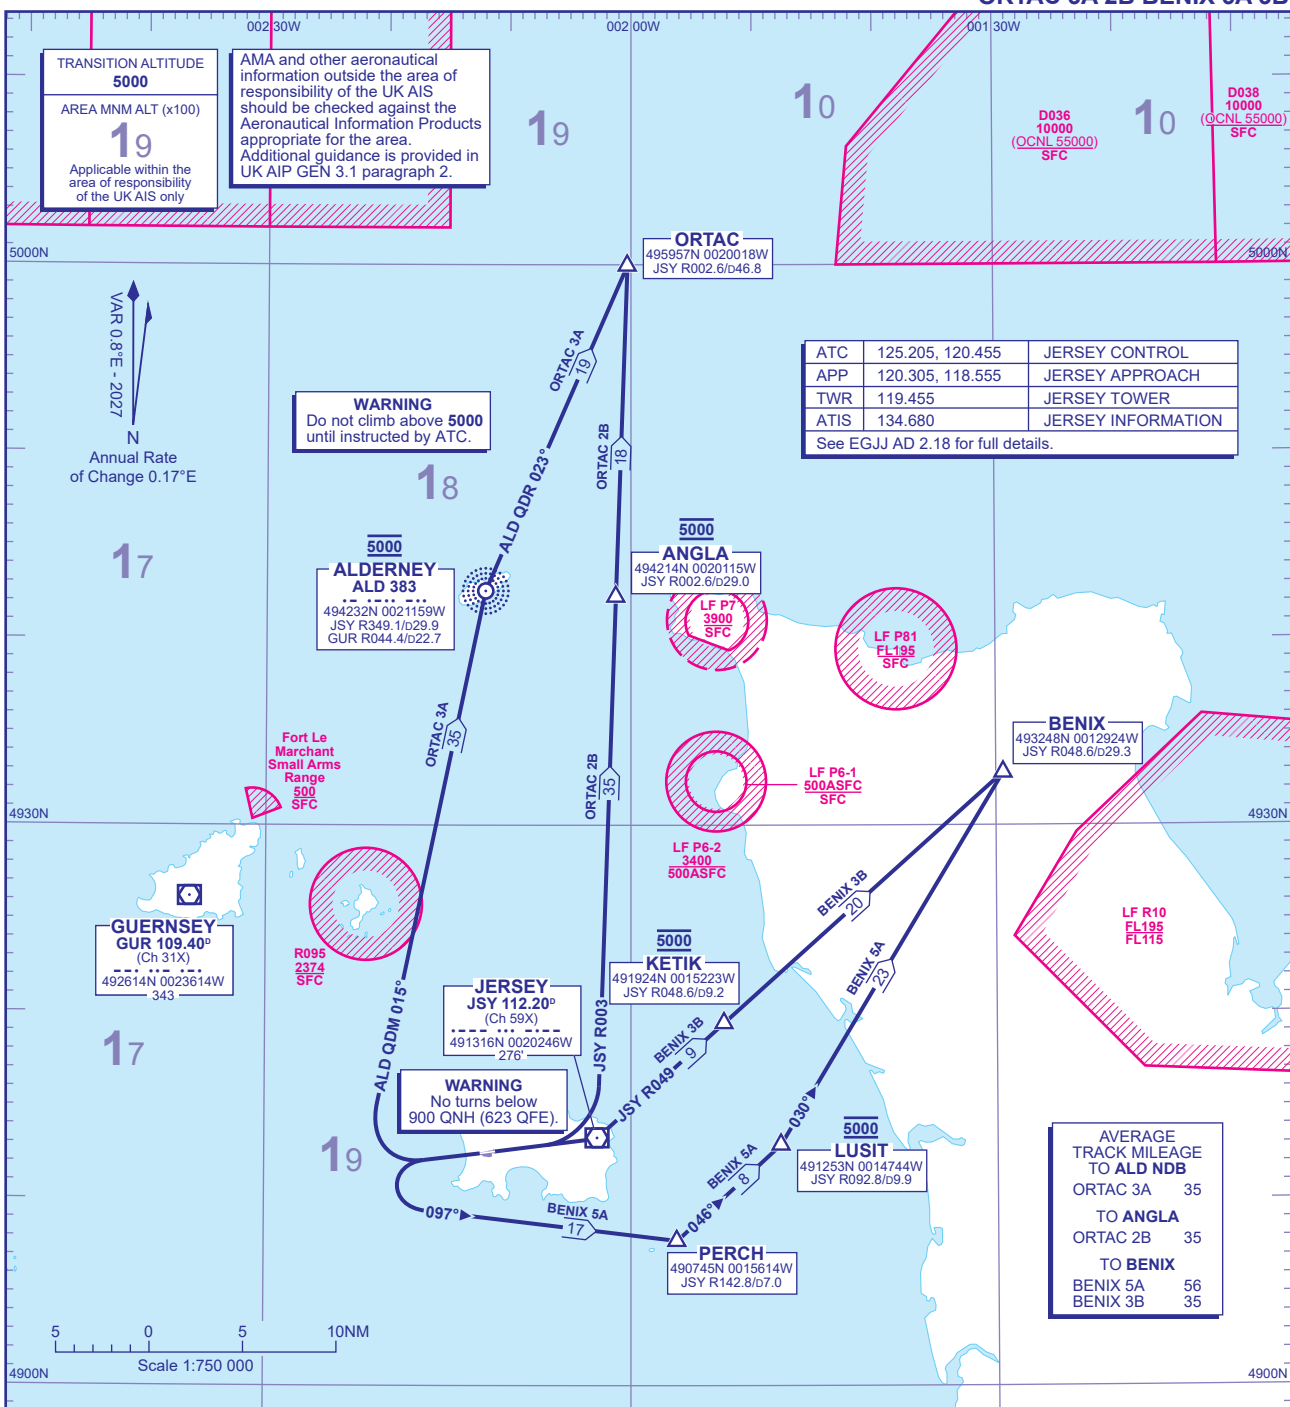 ORTAC 3A 2B BENIX 5A 3B
002 30W
002 00W
001 30W
TRANSITION ALTITUDE
5000
AREA MNM ALT (x100)
19
Applicable within the
area of responsibility
of the UK AIS only
AMA and other aeronautical
information outside the area of
responsibility of the UK AIS
should be checked against the
Aeronautical Information Products
appropriate for the area.
Additional guidance is provided in
UK AIP GEN 3.1 paragraph 2.
19
10
D036
10000
(OCNL 55000)
SFC
10
D038
10000
(OCNL 55000)
SFC
5000N
5000N
ORTAC
495957N 0020018W
JSY R002.6/D46.8
VAR 0.8°E - 2027
N
Annual Rate
of Change 0.17°E
ORTAC 3A
19
ATC 125.205, 120.455 JERSEY CONTROL
APP 120.305, 118.555 JERSEY APPROACH
TWR 119.455 JERSEY TOWER
ATIS 134.680 JERSEY INFORMATION
See EGJJ AD 2.18 for full details.
WARNING
Do not climb above 5000
until instructed by ATC.
18
17
ALD QDR 023°
ORTAC 2B
18
5000
ALDERNEY
ALD 383
494232N 0021159W
JSY R349.1/D29.9
GUR R044.4/D22.7
5000
ANGLA
494214N 0020115W
JSY R002.6/D29.0
LF P7
3900
SFC
LF P81
FL195
SFC
ORTAC 3A
35
ORTAC 2B
35
BENIX
493248N 0012924W
JSY R048.6/D29.3
Fort Le
Marchant
Small Arms
Range
500
SFC
LF P6-1
500ASFC
SFC
4930N
4930N
LF P6-2
3400
500ASFC
GUERNSEY
GUR 109.40D
(Ch 31X)
492614N 0023614W
343
R095
2374
SFC
BENIX 3B
20
LF R10
FL195
FL115
5000
KETIK
491924N 0015223W
JSY R048.6/D9.2
BENIX 5A
23
JERSEY
JSY 112.20D
(Ch 59X)
491316N 0020246W
276'
17
ALD QDM 015°
JSY R003
BENIX 3B
9
JSY R049
WARNING
No turns below
900 QNH (623 QFE).
030°
19
5000
LUSIT
491253N 0014744W
JSY R092.8/D9.9
BENIX 5A
8
046°
097°
BENIX 5A
17
PERCH
490745N 0015614W
JSY R142.8/D7.0
AVERAGE
TRACK MILEAGE
TO ALD NDB
ORTAC 3A 35
TO ANGLA
ORTAC 2B 35
TO BENIX
BENIX 5A 56
BENIX 3B 35
5 0 5 10NM
Scale 1:750 000
4900N
4900N